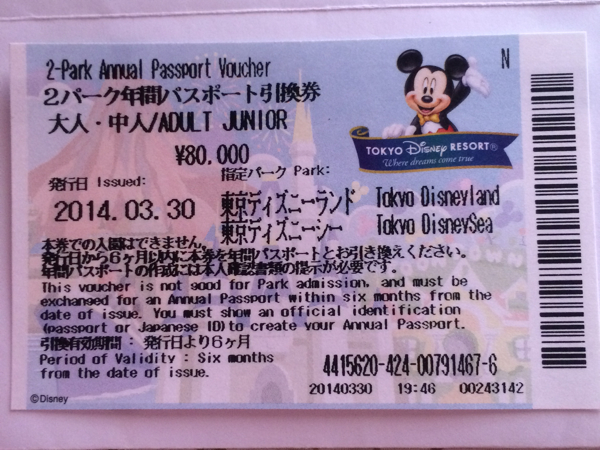 2-Park Annual Passport Voucher
N
2パーク年間パスポート引換券
大人・中人/ADULT JUNIOR
¥80,000
TOKYO Disney RESORT®
Where dreams come true
発行日 Issued:
指定パーク Park:
2014.03.30
東京ディズニーランド Tokyo Disneyland
東京ディズニーシー Tokyo DisneySea
本券での入園はできません。
発行日から6ヶ月以内に本券を年間パスポートとお引き換えください。
年間パスポートの作成には本人確認書類の提示が必要です。
This voucher is not good for Park admission, and must be
exchanged for an Annual Passport within six months from the
date of issue. You must show an official identification
(passport or Japanese ID) to create your Annual Passport.
引換有効期間 : 発行日より6ヶ月
Period of Validity : Six months
from the date of issue.
4415620-424-00791467-6
20140330 19:46 00243142
©Disney